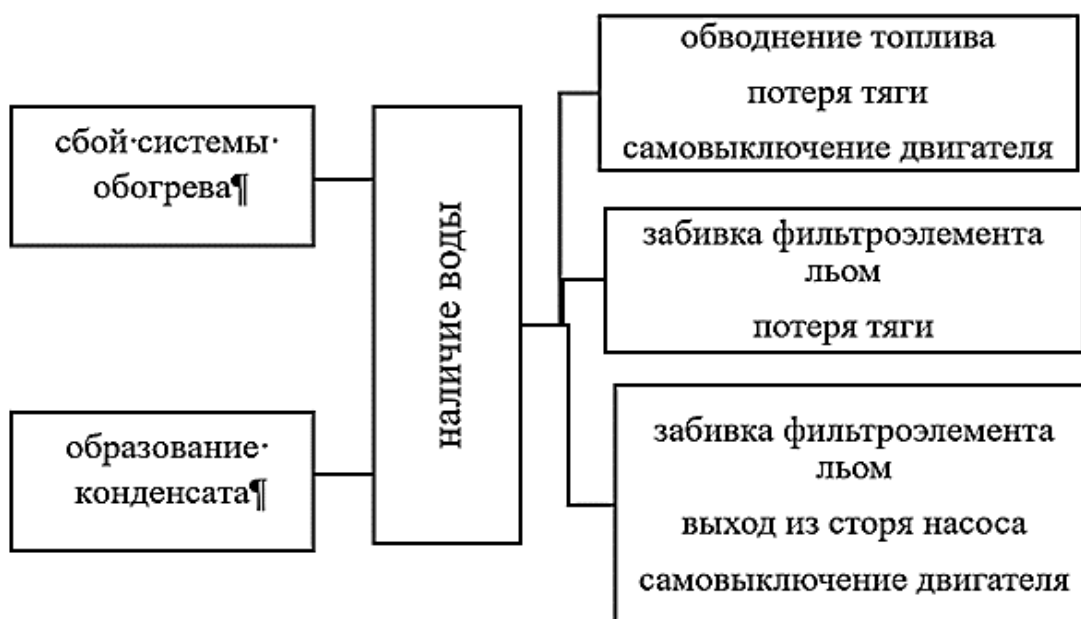 сбой·системы·
обогрева¶
образование·
конденсата¶
наличие воды
обводнение топлива
потеря тяги
самовыключение двигателя
забивка фильтроэлемента
льом
потеря тяги
забивка фильтроэлемента
льом
выход из сторя насоса
самовыключение двигателя